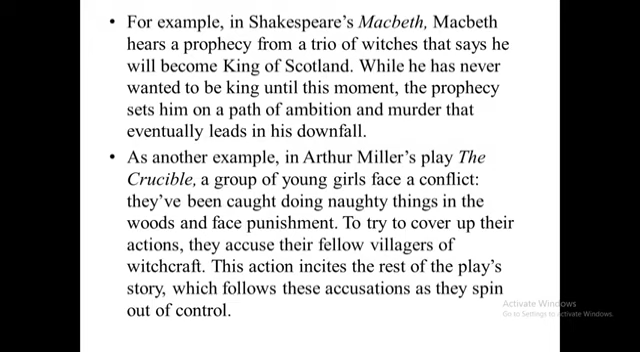 • For example, in Shakespeare's Macbeth, Macbeth
hears a prophecy from a trio of witches that says he
will become King of Scotland. While he has never
wanted to be king until this moment, the prophecy
sets him on a path of ambition and murder that
eventually leads in his downfall.
• As another example, in Arthur Miller's play The
Crucible, a group of young girls face a conflict:
they've been caught doing naughty things in the
woods and face punishment. To try to cover up their
actions, they accuse their fellow villagers of
witchcraft. This action incites the rest of the play's
story, which follows these accusations as they spin
out of control.
Activate Windows
Go to Settings to activate Windows.